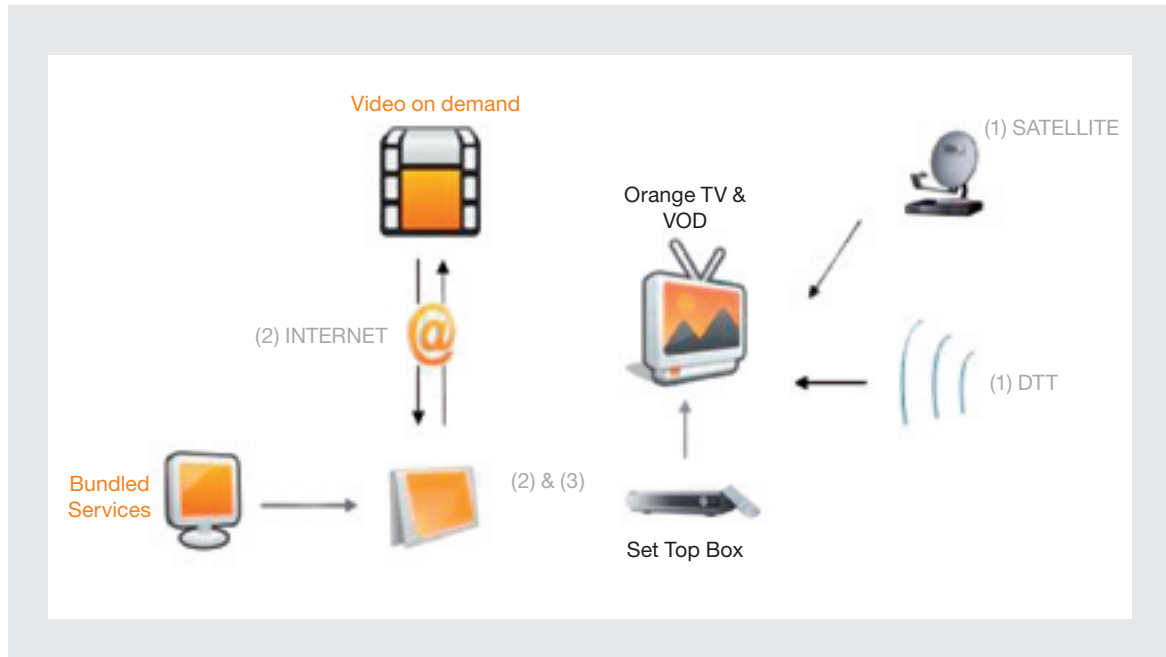 Video on demand
(1) SATELLITE
Orange TV &
VOD
(2) INTERNET
@
(1) DTT
Bundled
Services
(2) & (3)
Set Top Box